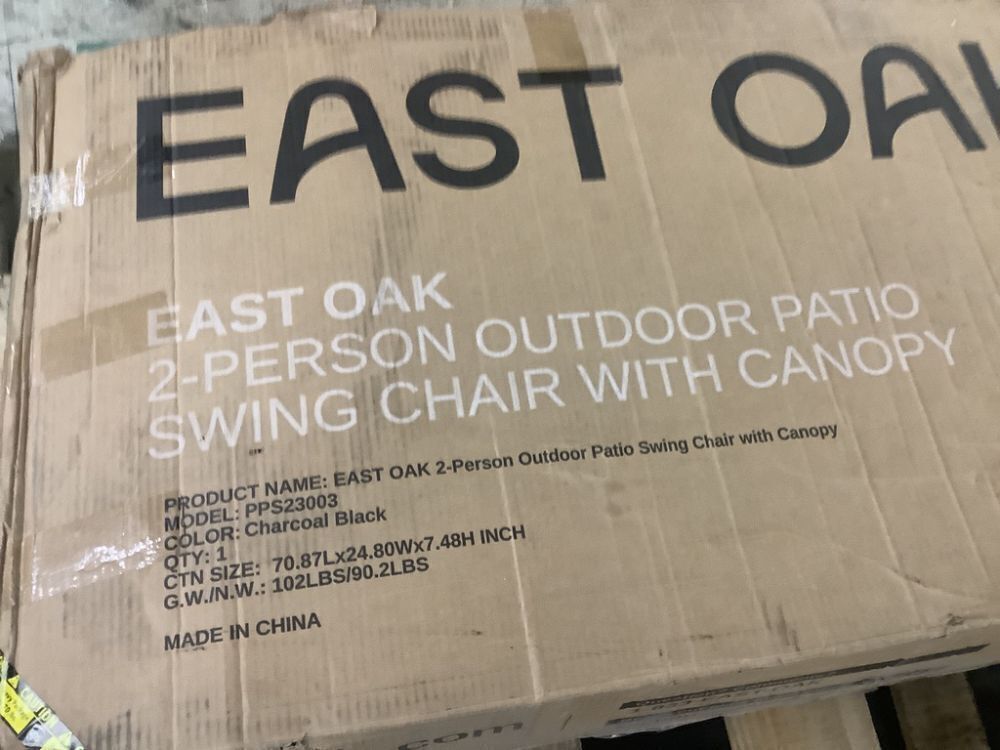 EAST OAK
EAST OAK
2-PERSON OUTDOOR PATIO
SWING CHAIR WITH CANOPY
PRODUCT NAME: EAST OAK 2-Person Outdoor Patio Swing Chair with Canopy
MODEL: PPS23003
COLOR: Charcoal Black
QTY: 1
CTN SIZE: 70.87Lx24.80Wx7.48H INCH
G.W./N.W.: 102LBS/90.2LBS
MADE IN CHINA
CAUTION
.com